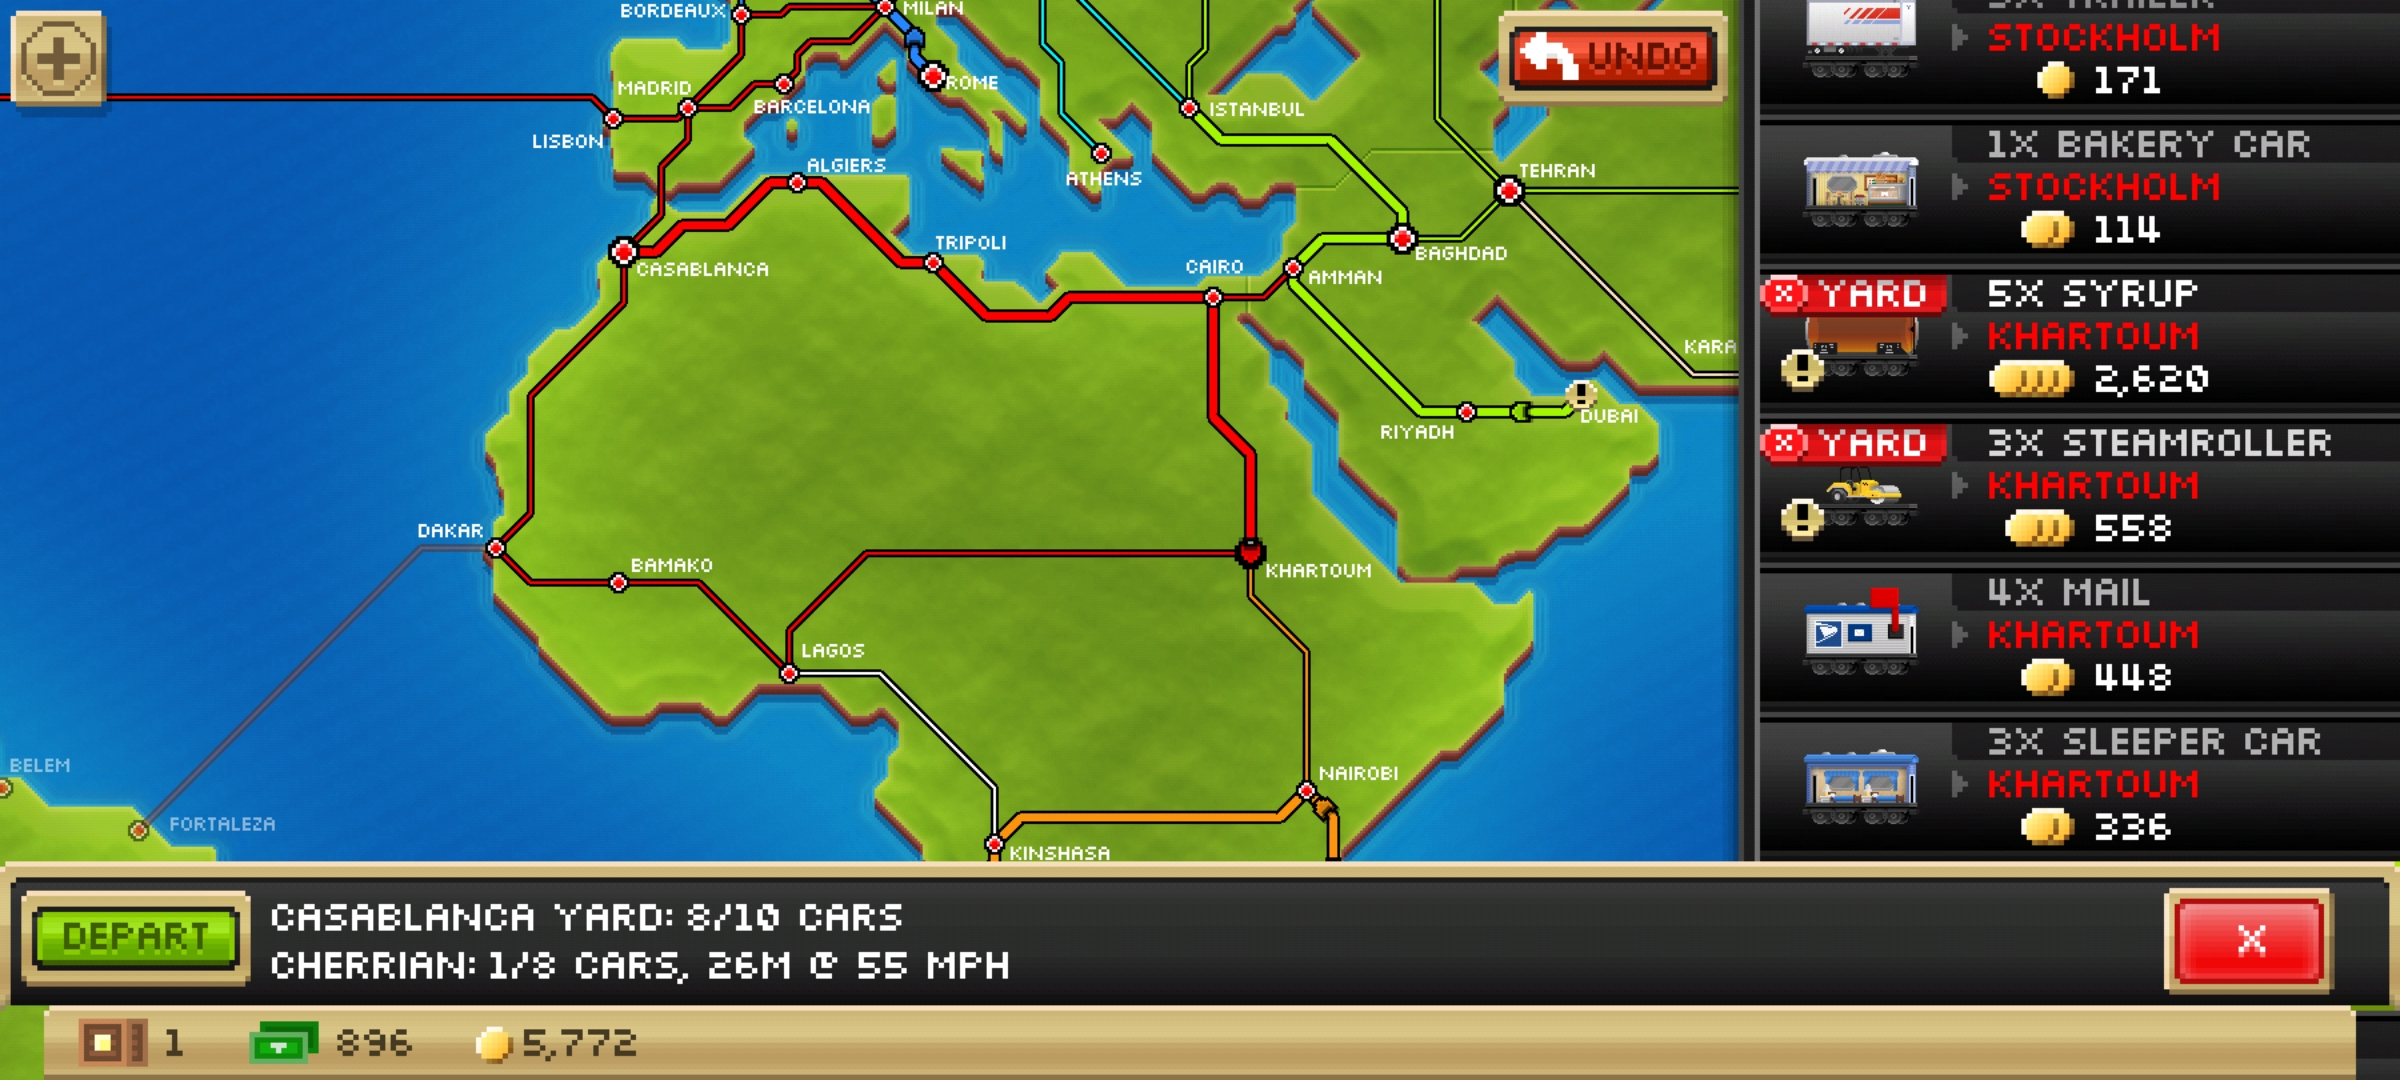 BORDEAUX
MILAN
ROME
MADRID
BARCELONA
LISBON
ALGIERS
ATHENS
ISTANBUL
TEHRAN
TRIPOLI
CASABLANCA
CAIRO
AMMAN
BAGHDAD
KARA
RIYADH
DUBAI
DAKAR
BAMAKO
KHARTOUM
LAGOS
BELEM
FORTALEZA
NAIROBI
KINSHASA
UNDO
3X TRAILER
STOCKHOLM
171
1X BAKERY CAR
STOCKHOLM
114
YARD
5X SYRUP
KHARTOUM
2,620
YARD
3X STEAMROLLER
KHARTOUM
558
4X MAIL
KHARTOUM
448
3X SLEEPER CAR
KHARTOUM
336
DEPART
CASABLANCA YARD: 8/10 CARS
CHERRIAN: 1/8 CARS, 26M @ 55 MPH
X
1
896
5,772